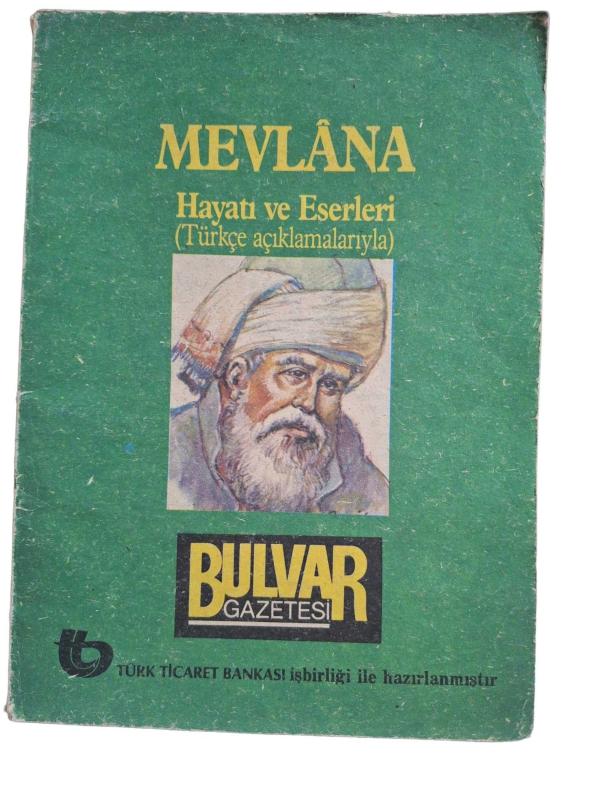 MEVLÂNA
Hayatı ve Eserleri
(Türkçe açıklamalarıyla)
BULVAR
GAZETESİ
TÜRK TİCARET BANKASI işbirliği ile hazırlanmıştır